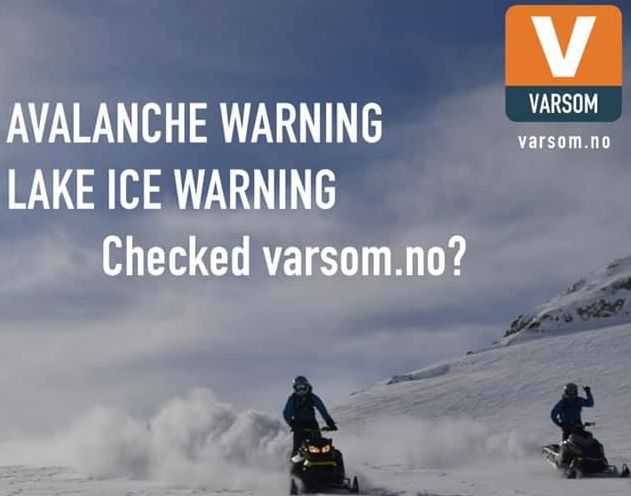 V
VARSOM
varsom.no
AVALANCHE WARNING
LAKE ICE WARNING
Checked varsom.no?